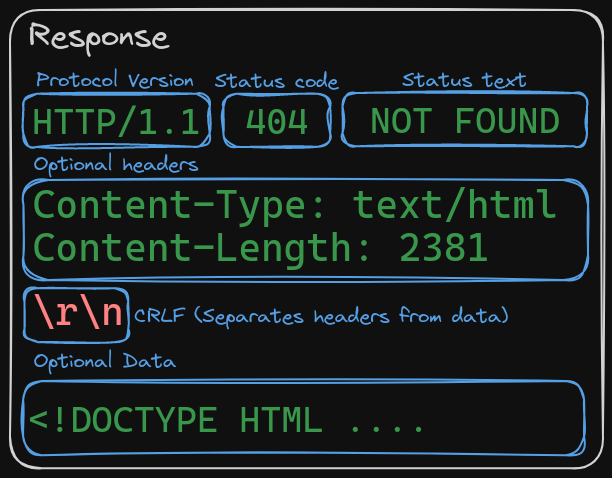 Response
Protocol Version Status code Status text
HTTP/1.1 404 NOT FOUND
Optional headers
Content-Type: text/html
Content-Length: 2381
\r\n CRLF (Separates headers from data)
Optional Data
<!DOCTYPE HTML ....